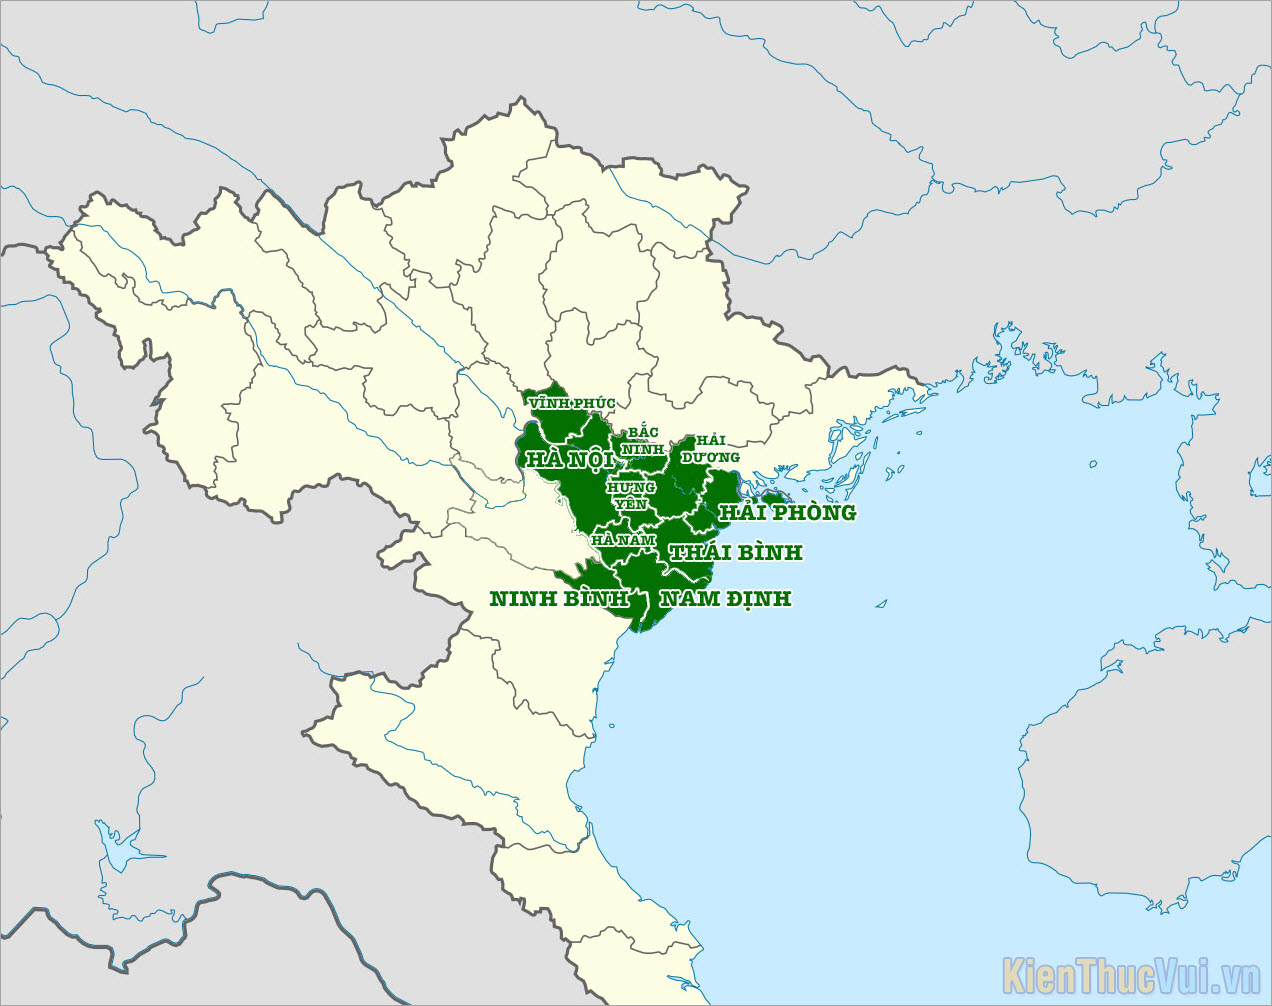 VĨNH PHÚC
BẮC
NINH
HẢI
DƯƠNG
HÀ NỘI
HƯNG
YÊN
HẢI PHÒNG
HÀ NAM
THÁI BÌNH
NINH BÌNH
NAM ĐỊNH
KienThucVui.vn